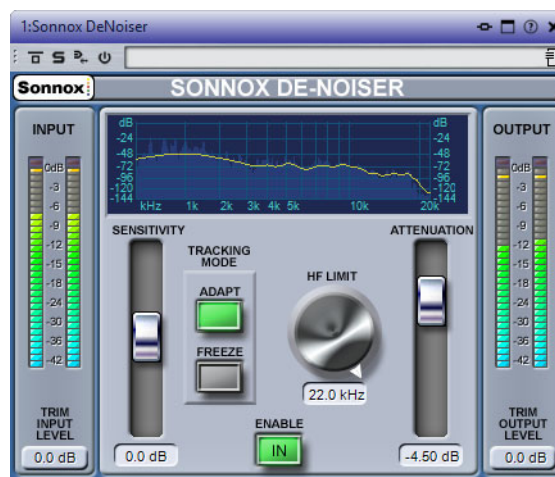 1:Sonnox DeNoiser
Sonnox
SONNOX DE-NOISER
INPUT
0dB
-3
-6
-9
-12
-15
-18
-24
-30
-36
-42
TRIM
INPUT
LEVEL
0.0 dB
dB
-24
-48
-72
-96
-120
-144
kHz 1k 2k 3k 4k 5k 10k 20k
dB
-24
-48
-72
-96
-120
-144
SENSITIVITY
0.0 dB
TRACKING
MODE
ADAPT
FREEZE
HF LIMIT
22.0 kHz
ENABLE
IN
ATTENUATION
-4.50 dB
OUTPUT
0dB
-3
-6
-9
-12
-15
-18
-24
-30
-36
-42
TRIM
OUTPUT
LEVEL
0.0 dB